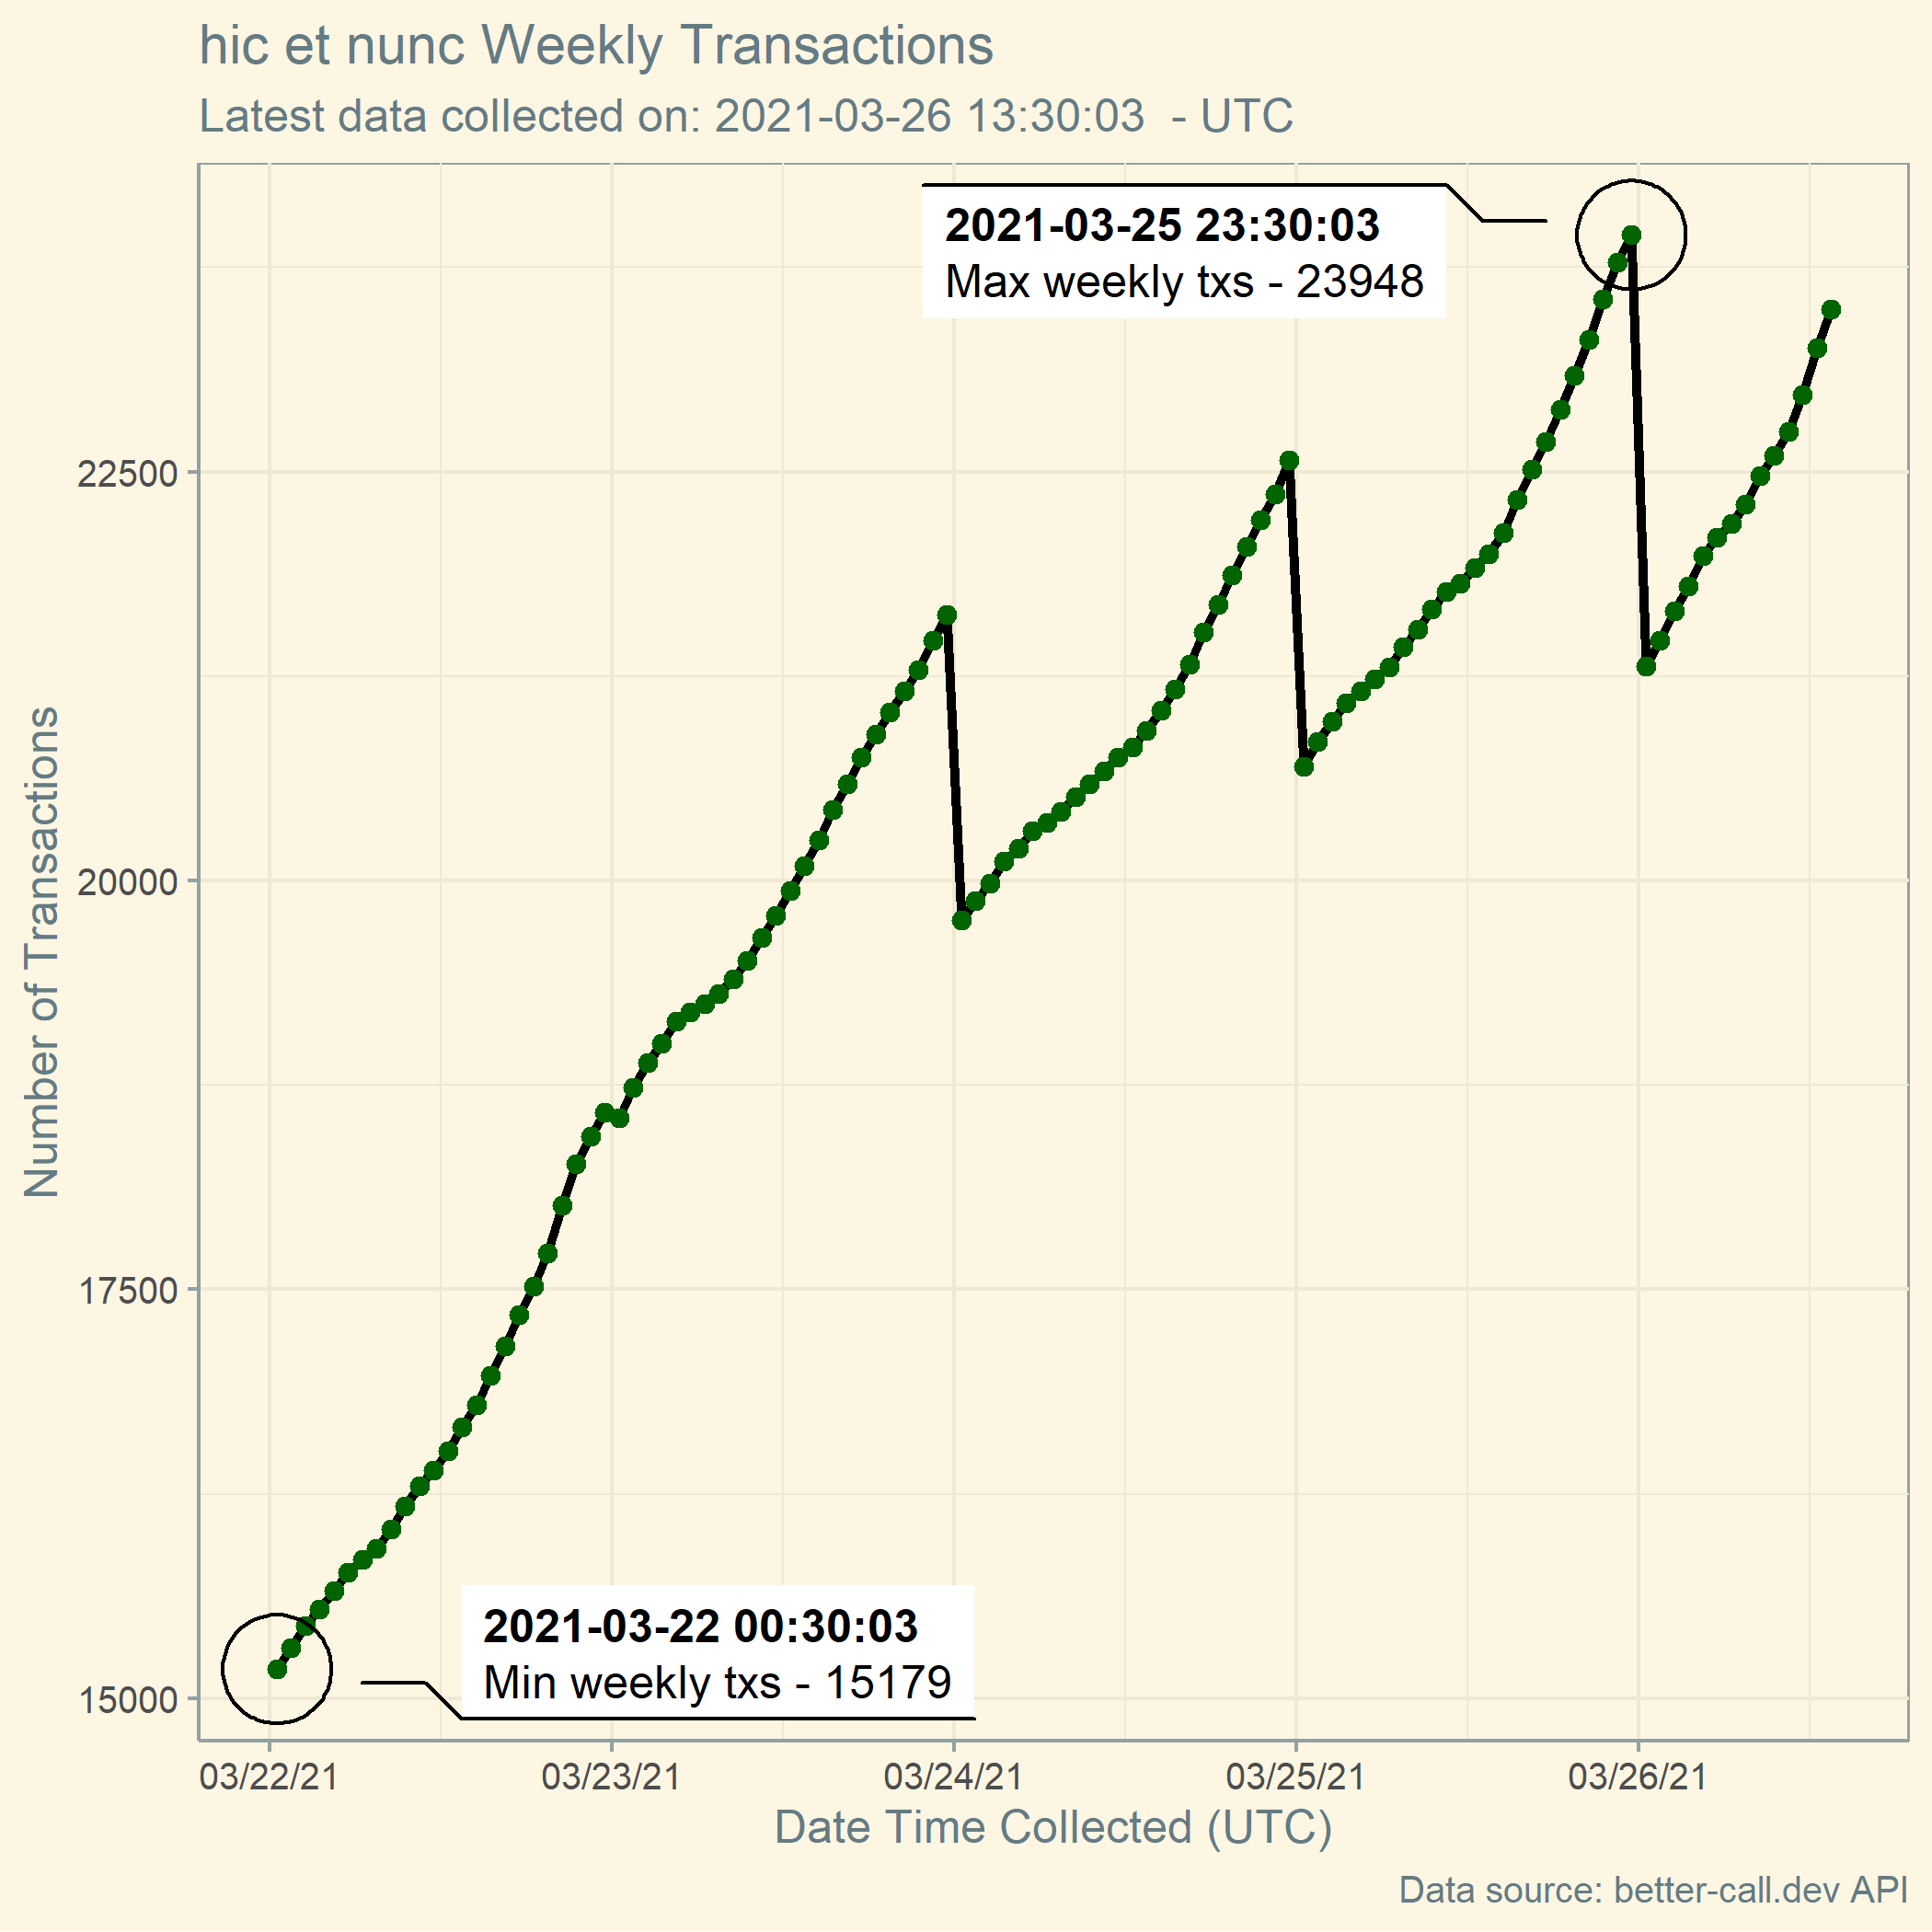 hic et nunc Weekly Transactions
Latest data collected on: 2021-03-26 13:30:03  - UTC
2021-03-25 23:30:03
Max weekly txs - 23948
22500
20000
17500
15000
Number of Transactions
2021-03-22 00:30:03
Min weekly txs - 15179
03/22/21 03/23/21 03/24/21 03/25/21 03/26/21
Date Time Collected (UTC)
Data source: better-call.dev API